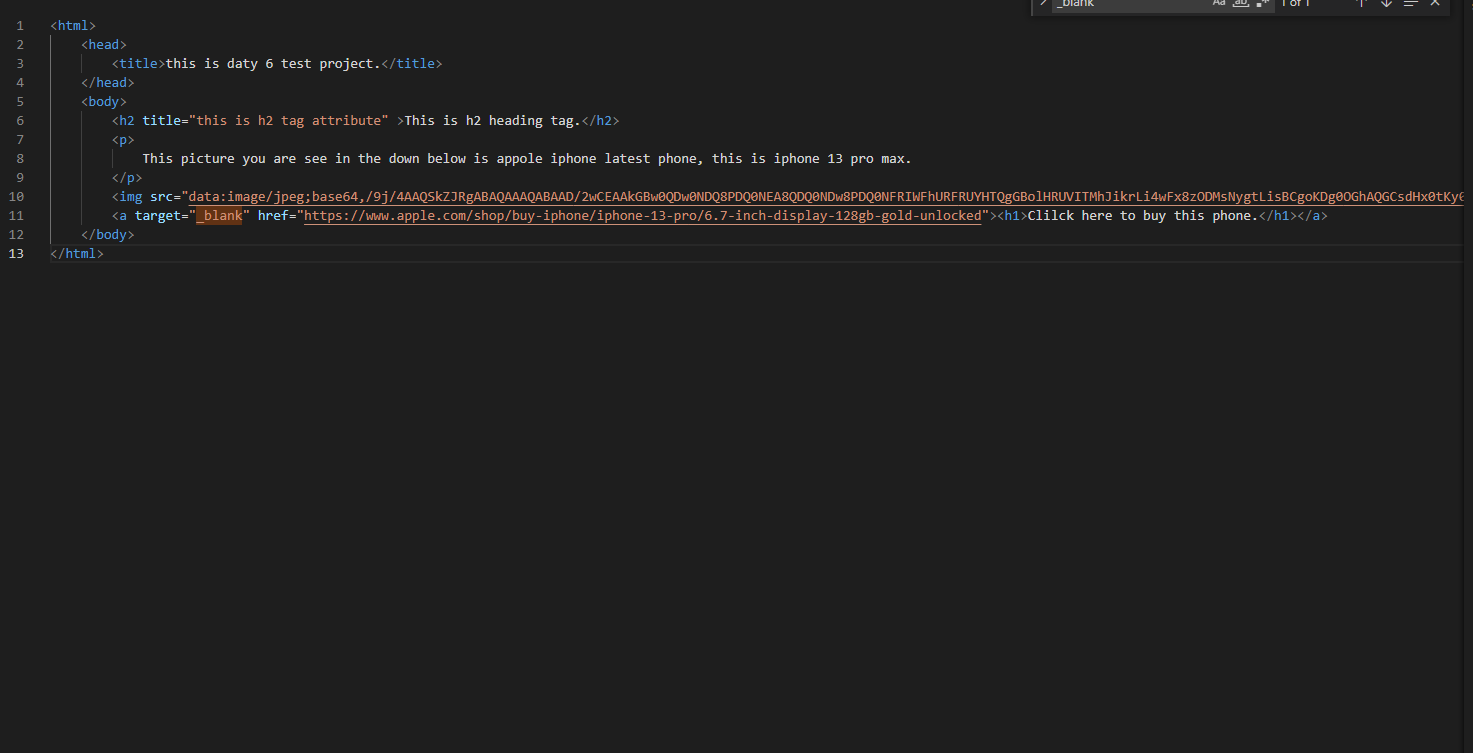 _blank Aa ab 1 of 1
1 <html>
2 <head>
3 <title>this is daty 6 test project.</title>
4 </head>
5 <body>
6 <h2 title="this is h2 tag attribute" >This is h2 heading tag.</h2>
7 <p>
8 This picture you are see in the down below is appole iphone latest phone, this is iphone 13 pro max.
9 </p>
10 <img src="data:image/jpeg;base64,/9j/4AAQSkZJRgABAQAAAQABAAD/2wCEAAkGBw0QDw0NDQ8PDQ0NEA8QDQ0NDw8PDQ0NFRIWFhURFRUYHTQgGBolHRUVITMhJikrLi4wFx8zODMsNygtLisBCgoKDg0OGhAQGCsdHx0tKy0
11 <a target="_blank" href="https://www.apple.com/shop/buy-iphone/iphone-13-pro/6.7-inch-display-128gb-gold-unlocked"><h1>Cliick here to buy this phone.</h1></a>
12 </body>
13 </html>